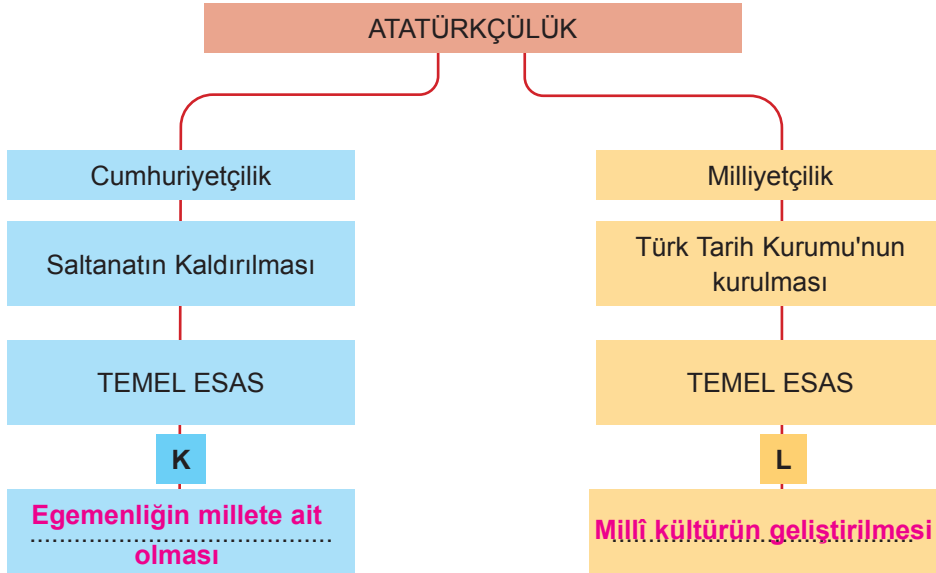 ATATÜRKÇÜLÜK
Cumhuriyetçilik
Saltanatın Kaldırılması
TEMEL ESAS
K
Egemenliğin millete ait
olması
Milliyetçilik
Türk Tarih Kurumu'nun
kurulması
TEMEL ESAS
L
Millî kültürün geliştirilmesi